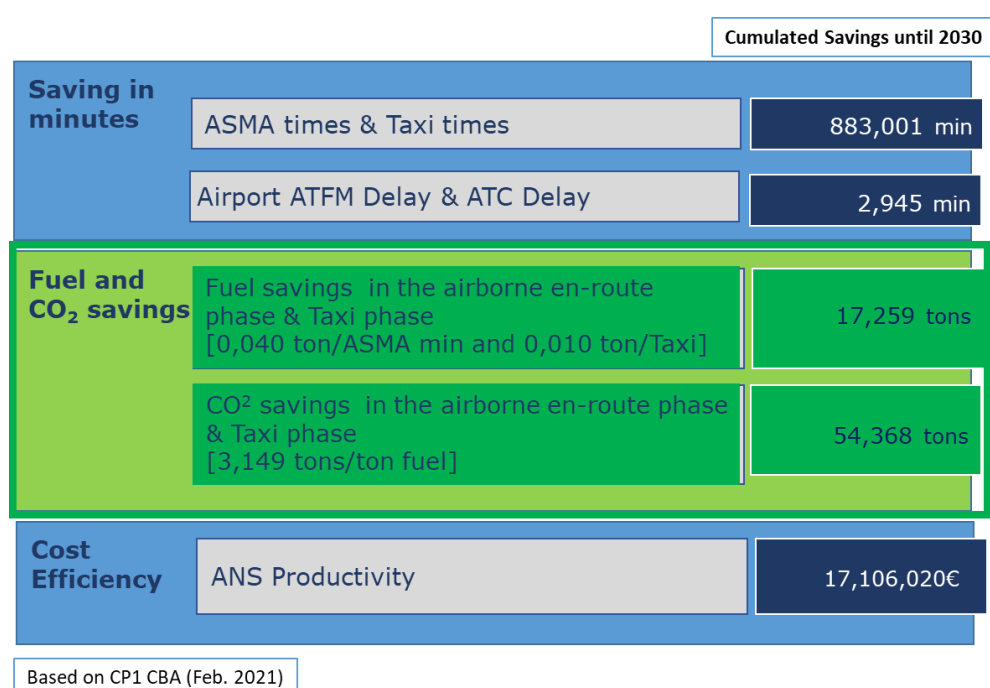 Cumulated Savings until 2030
Saving in
minutes
ASMA times & Taxi times
883,001 min
Airport ATFM Delay & ATC Delay
2,945 min
Fuel and
CO₂ savings
Fuel savings in the airborne en-route
phase & Taxi phase
[0,040 ton/ASMA min and 0,010 ton/Taxi]
17,259 tons
CO² savings in the airborne en-route phase
& Taxi phase
[3,149 tons/ton fuel]
54,368 tons
Cost
Efficiency
ANS Productivity
17,106,020€
Based on CP1 CBA (Feb. 2021)